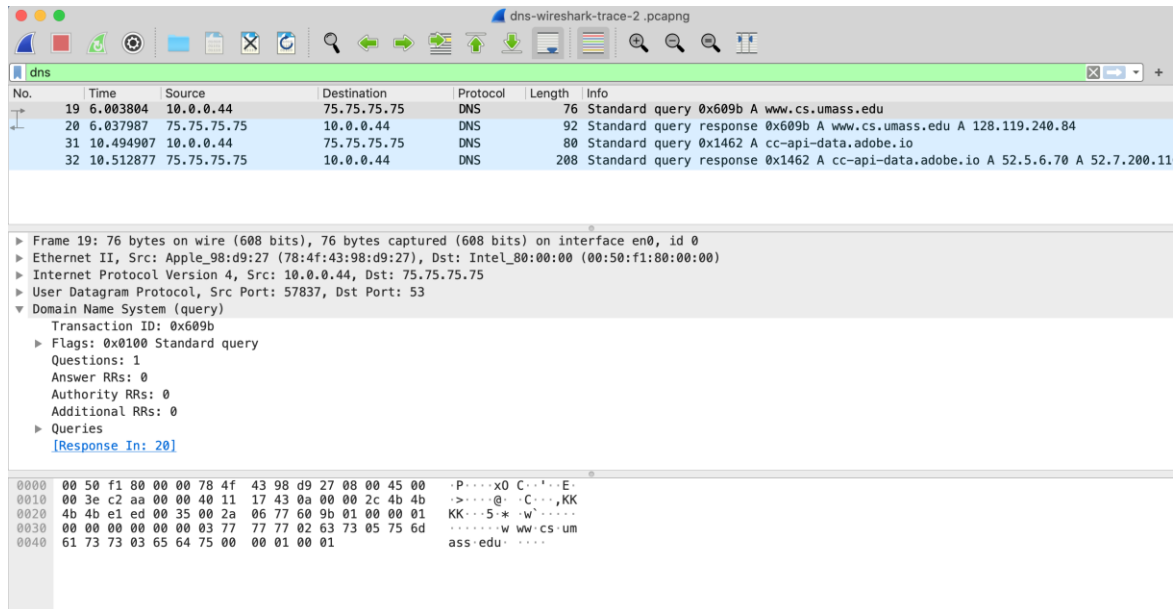 dns-wireshark-trace-2 .pcapng
dns
No. Time Source Destination Protocol Length Info
19 6.003804 10.0.0.44 75.75.75.75 DNS 76 Standard query 0x609b A www.cs.umass.edu
20 6.037987 75.75.75.75 10.0.0.44 DNS 92 Standard query response 0x609b A www.cs.umass.edu A 128.119.240.84
31 10.494907 10.0.0.44 75.75.75.75 DNS 80 Standard query 0x1462 A cc-api-data.adobe.io
32 10.512877 75.75.75.75 10.0.0.44 DNS 208 Standard query response 0x1462 A cc-api-data.adobe.io A 52.5.6.70 A 52.7.200.11
Frame 19: 76 bytes on wire (608 bits), 76 bytes captured (608 bits) on interface en0, id 0
Ethernet II, Src: Apple_98:d9:27 (78:4f:43:98:d9:27), Dst: Intel_80:00:00 (00:50:f1:80:00:00)
Internet Protocol Version 4, Src: 10.0.0.44, Dst: 75.75.75.75
User Datagram Protocol, Src Port: 57837, Dst Port: 53
Domain Name System (query)
Transaction ID: 0x609b
Flags: 0x0100 Standard query
Questions: 1
Answer RRs: 0
Authority RRs: 0
Additional RRs: 0
Queries
[Response In: 20]
0000 00 50 f1 80 00 00 78 4f 43 98 d9 27 08 00 45 00 ·P····xO C··'··E·
0010 00 3e c2 aa 00 00 40 11 17 43 0a 00 00 2c 4b 4b ·>····@· ·C···,KK
0020 4b 4b e1 ed 00 35 00 2a 06 77 60 9b 01 00 00 01 KK···5·* ·w`·····
0030 00 00 00 00 00 00 03 77 77 77 02 63 73 05 75 6d ·······w ww·cs·um
0040 61 73 73 03 65 64 75 00 00 01 00 01 ass·edu· ····